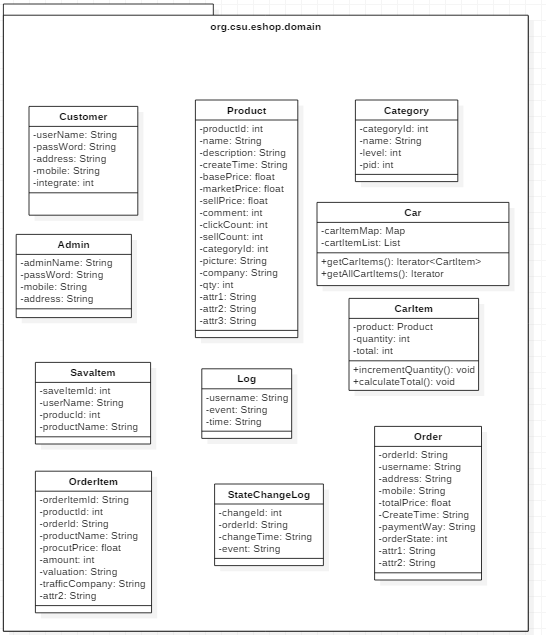 org.csu.eshop.domain
Customer
-userName: String
-passWord: String
-address: String
-mobile: String
-integrate: int
Product
-productId: int
-name: String
-description: String
-createTime: String
-basePrice: float
-marketPrice: float
-sellPrice: float
-comment: int
-clickCount: int
-sellCount: int
-categoryId: int
-picture: String
-company: String
-qty: int
-attr1: String
-attr2: String
-attr3: String
Category
-categoryId: int
-name: String
-level: int
-pid: int
Car
-carItemMap: Map
-cartItemList: List
+getCarItems(): Iterator<CartItem>
+getAllCartItems(): Iterator
Admin
-adminName: String
-passWord: String
-mobile: String
-address: String
CarItem
-product: Product
-quantity: int
-total: int
+incrementQuantity(): void
+calculateTotal(): void
SavaItem
-saveItemId: int
-userName: String
-producId: int
-productName: String
Log
-username: String
-event: String
-time: String
Order
-orderId: String
-username: String
-address: String
-mobile: String
-totalPrice: float
-CreateTime: String
-paymentWay: String
-orderState: int
-attr1: String
-attr2: String
OrderItem
-orderItemId: String
-productId: int
-orderId: String
-productName: String
-procutPrice: float
-amount: int
-valuation: String
-trafficCompany: String
-attr2: String
StateChangeLog
-changeId: int
-orderId: String
-changeTime: String
-event: String